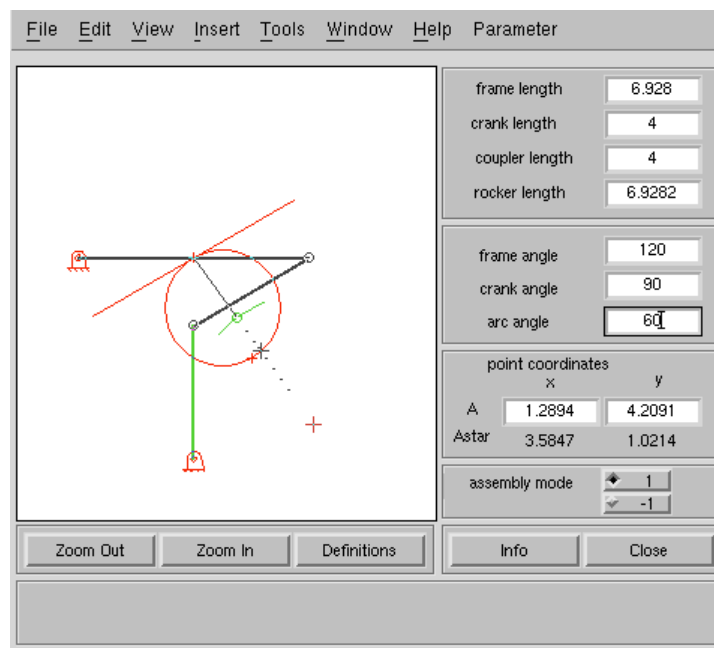 File Edit View Insert Tools Window Help Parameter
frame length 6.928
crank length 4
coupler length 4
rocker length 6.9282
frame angle 120
crank angle 90
arc angle 60
point coordinates
x y
A 1.2894 4.2091
Astar 3.5847 1.0214
assembly mode 1
-1
Zoom Out Zoom In Definitions Info Close